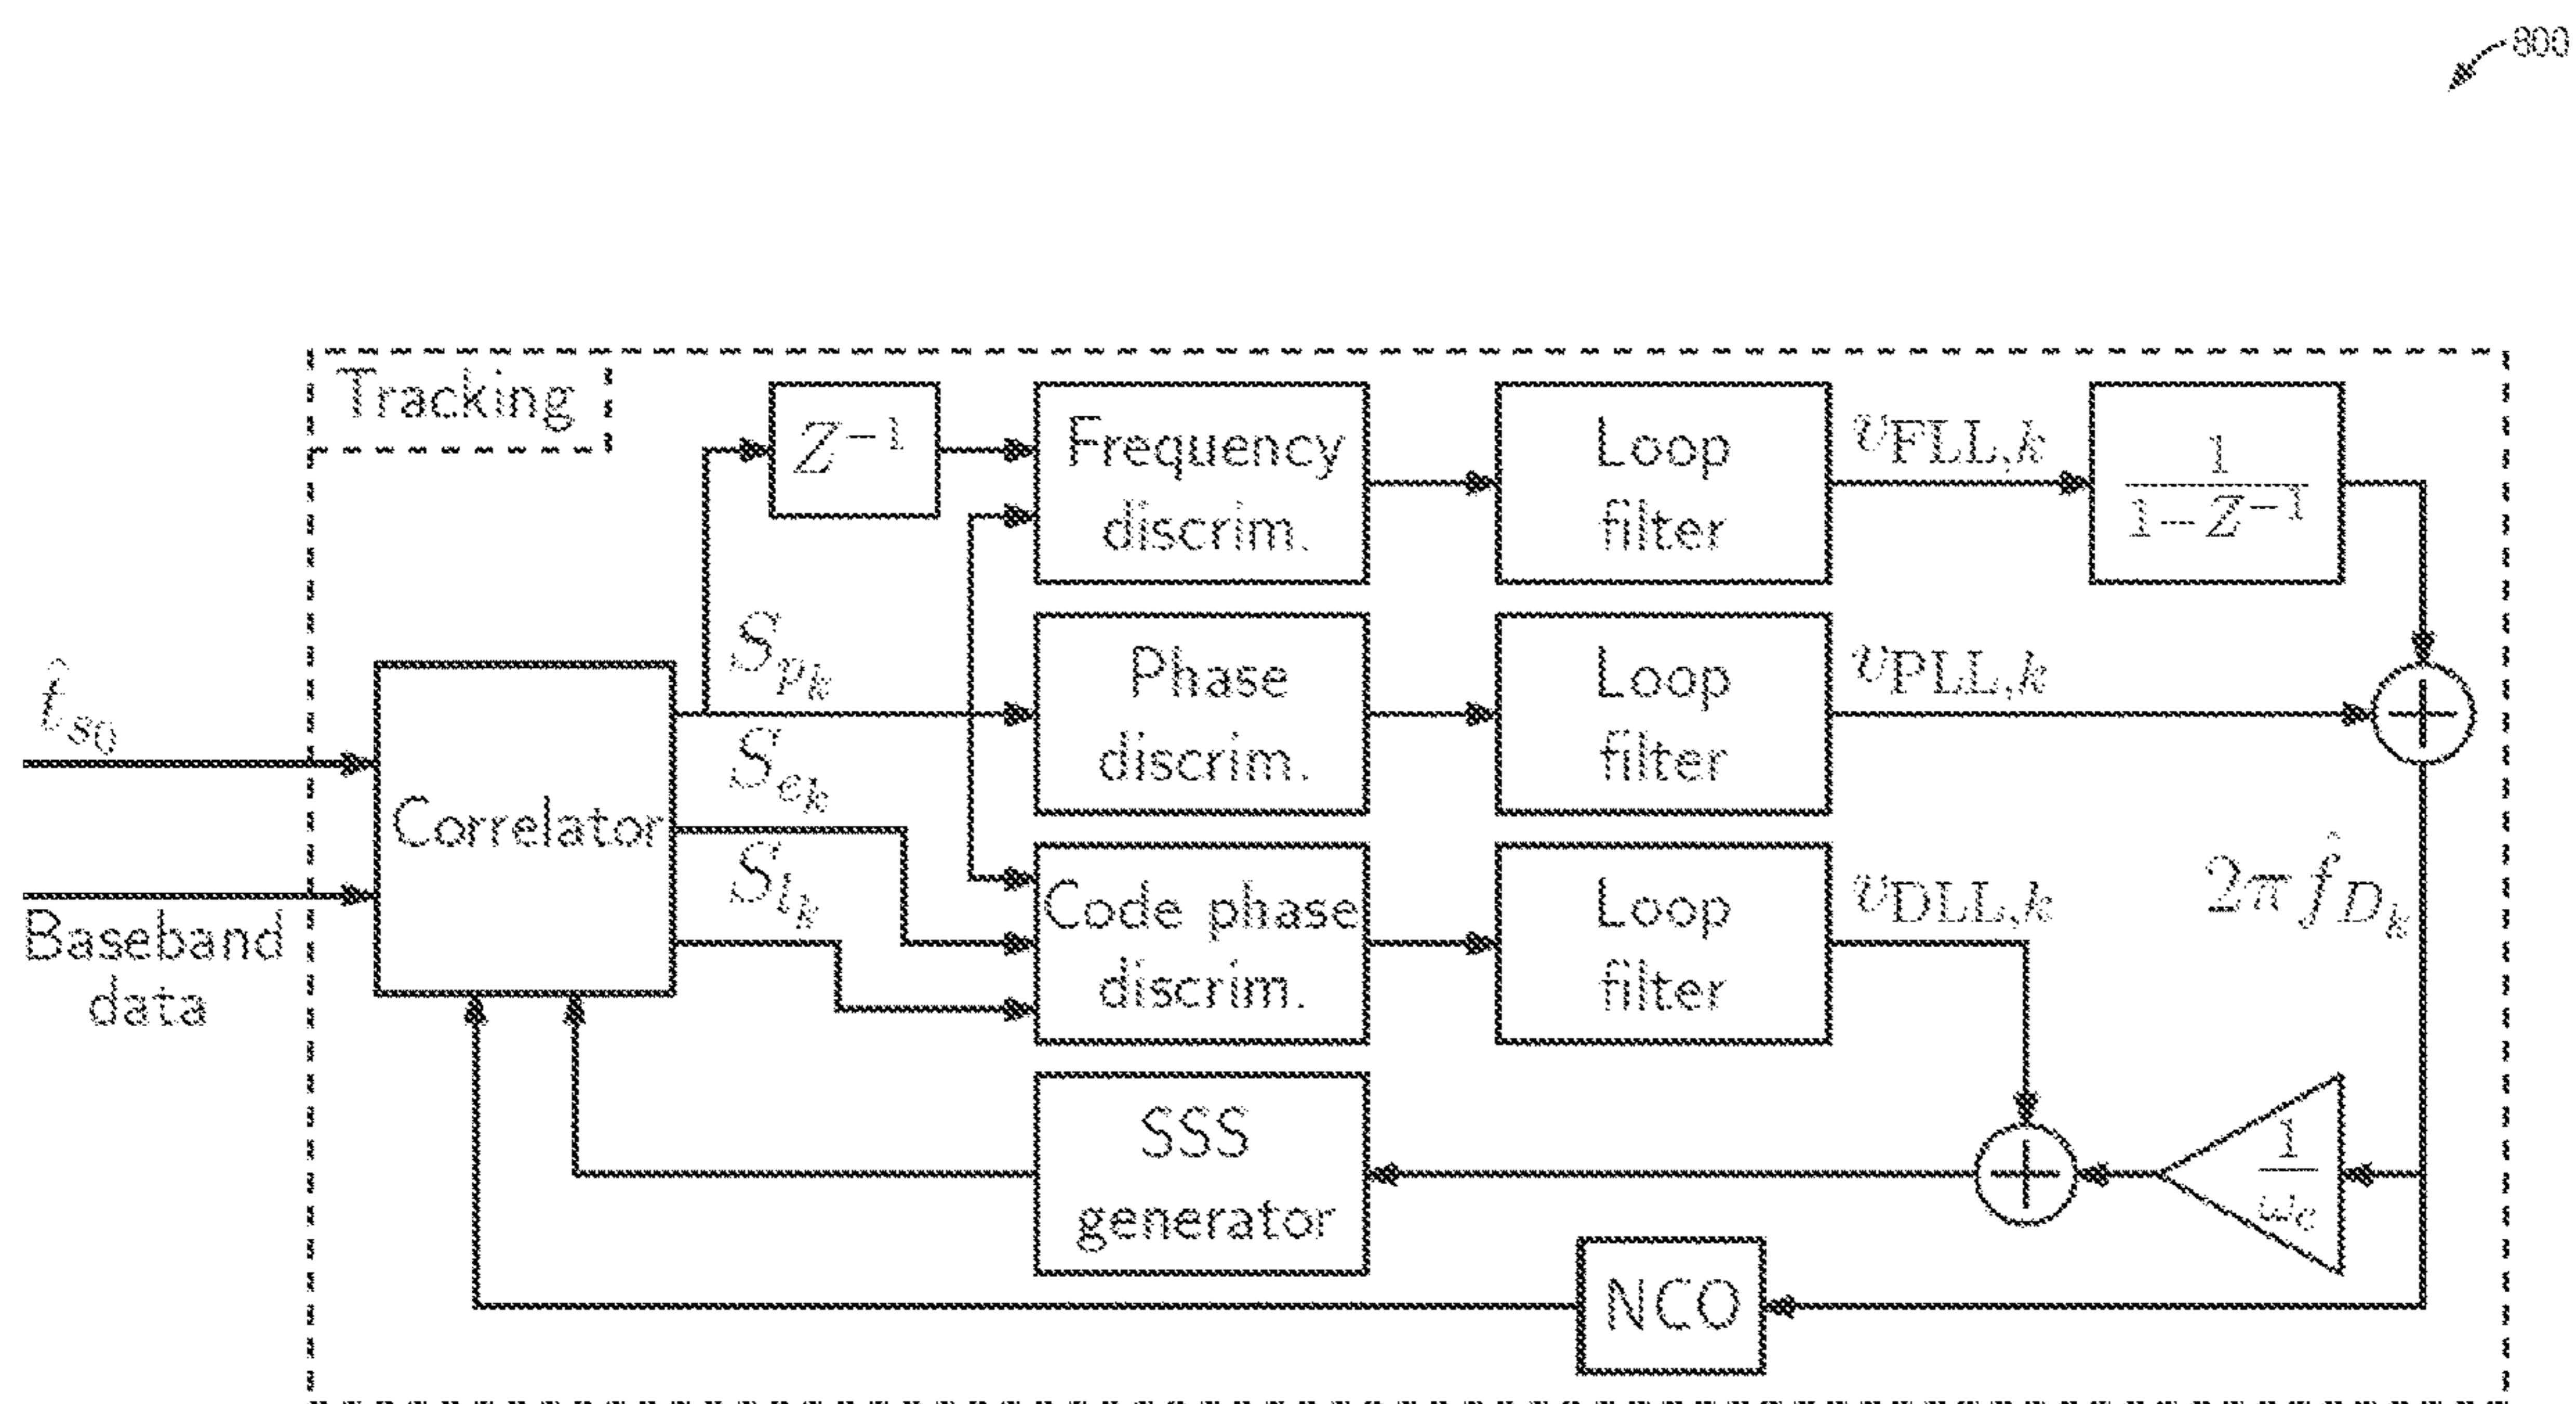 800
Tracking
Z⁻¹
Frequency
discrim.
Loop
filter
v_FLL,k
1
1−Z⁻¹
S_p_k
Phase
discrim.
Loop
filter
v_PLL,k
t̂_s₀
S_e_k
Correlator
S_l_k
Code phase
discrim.
Loop
filter
v_DLL,k
2π f̂_D_k
Baseband
data
SSS
generator
1
ω_c
NCO